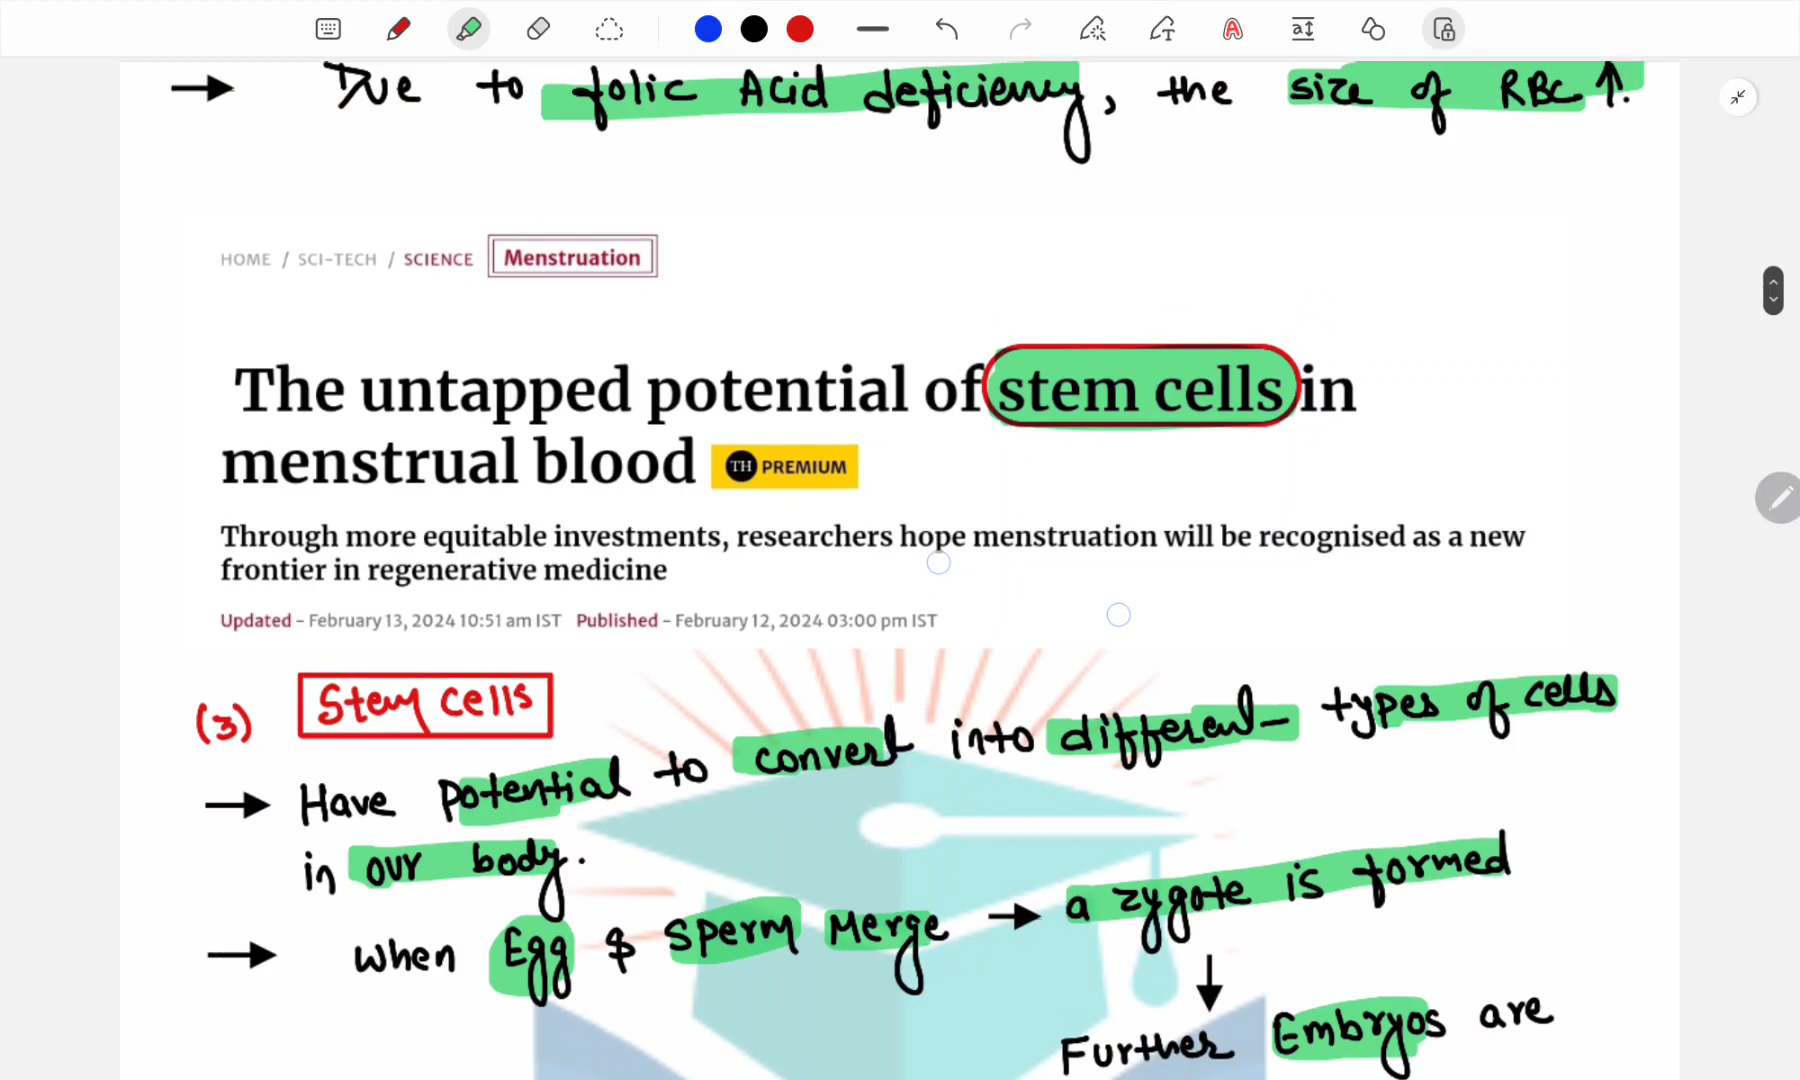 → Due to folic Acid deficiency, the size of RBC ↑.
HOME / SCI-TECH / SCIENCE Menstruation
The untapped potential of stem cells in
menstrual blood TH PREMIUM
Through more equitable investments, researchers hope menstruation will be recognised as a new
frontier in regenerative medicine
Updated - February 13, 2024 10:51 am IST Published - February 12, 2024 03:00 pm IST
(3) Stem cells
→ Have Potential to convert into different types of cells
in our body.
→ when Egg & Sperm Merge → a zygote is formed
↓
Further Embryos are